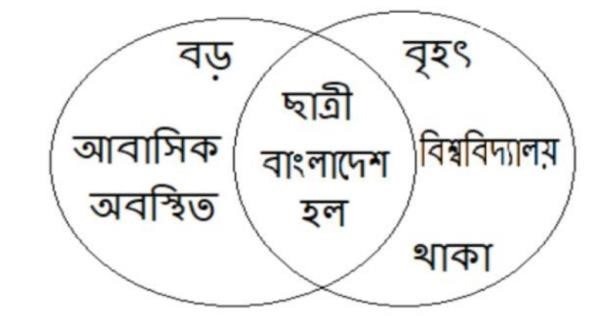 বড়
আবাসিক
অবস্থিত
ছাত্রী
বাংলাদেশ
হল
বৃহৎ
বিশ্ববিদ্যালয়
থাকা